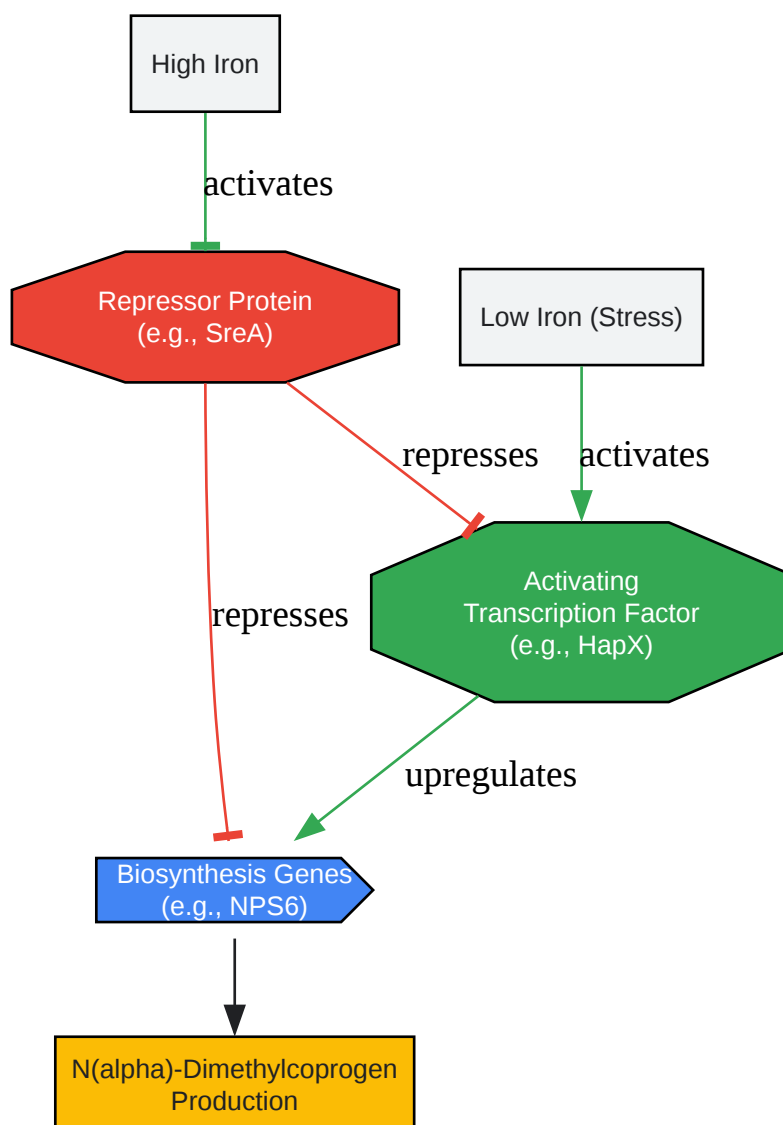 High Iron
activates
Repressor Protein
(e.g., SreA)
Low Iron (Stress)
represses
activates
Activating
Transcription Factor
(e.g., HapX)
represses
upregulates
Biosynthesis Genes
(e.g., NPS6)
N(alpha)-Dimethylcoprogen
Production